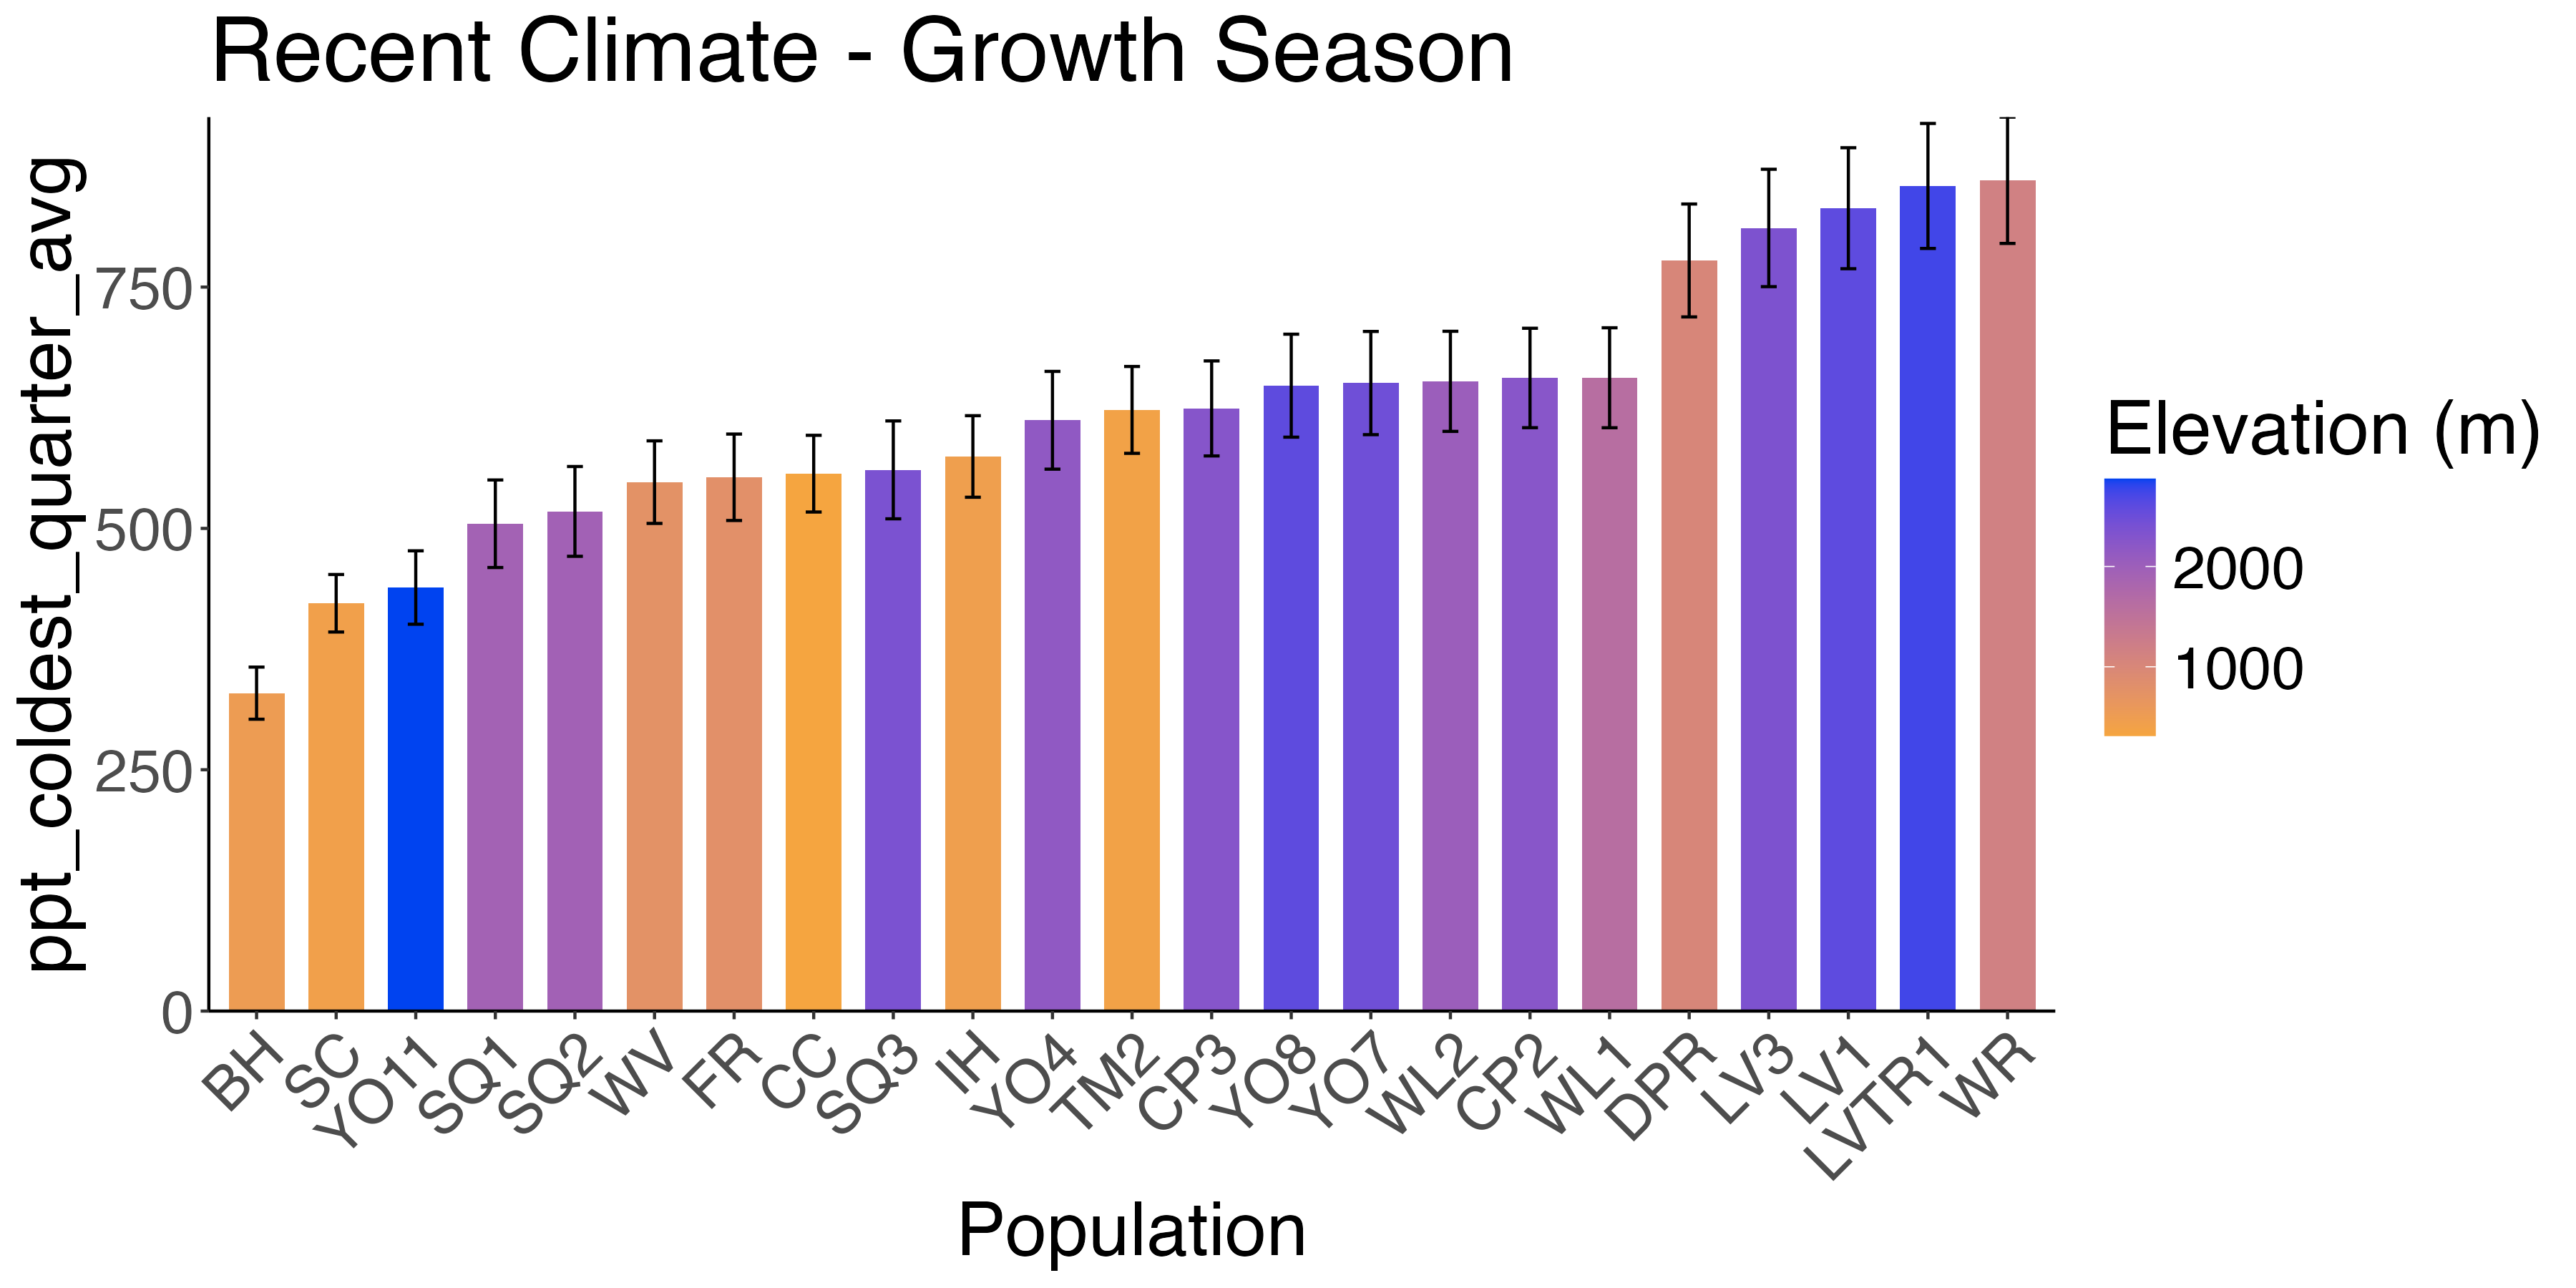 Recent Climate - Growth Season
ppt_coldest_quarter_avg
750
500
250
0
BH
SC
YO11
SQ1
SQ2
WV
FR
CC
SQ3
IH
YO4
TM2
CP3
YO8
YO7
WL2
CP2
WL1
DPR
LV3
LV1
LVTR1
WR
Population
Elevation (m)
2000
1000